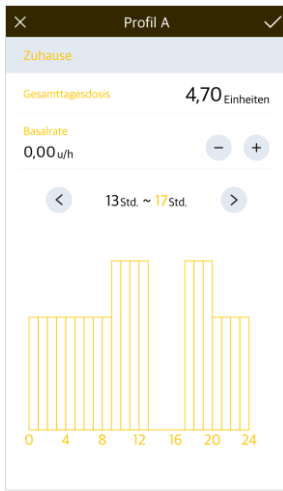 Profil A
Zuhause
Gesamttagesdosis 4,70 Einheiten
Basalrate
0,00 u/h
13 Std. ~ 17 Std.
0 4 8 12 16 20 24